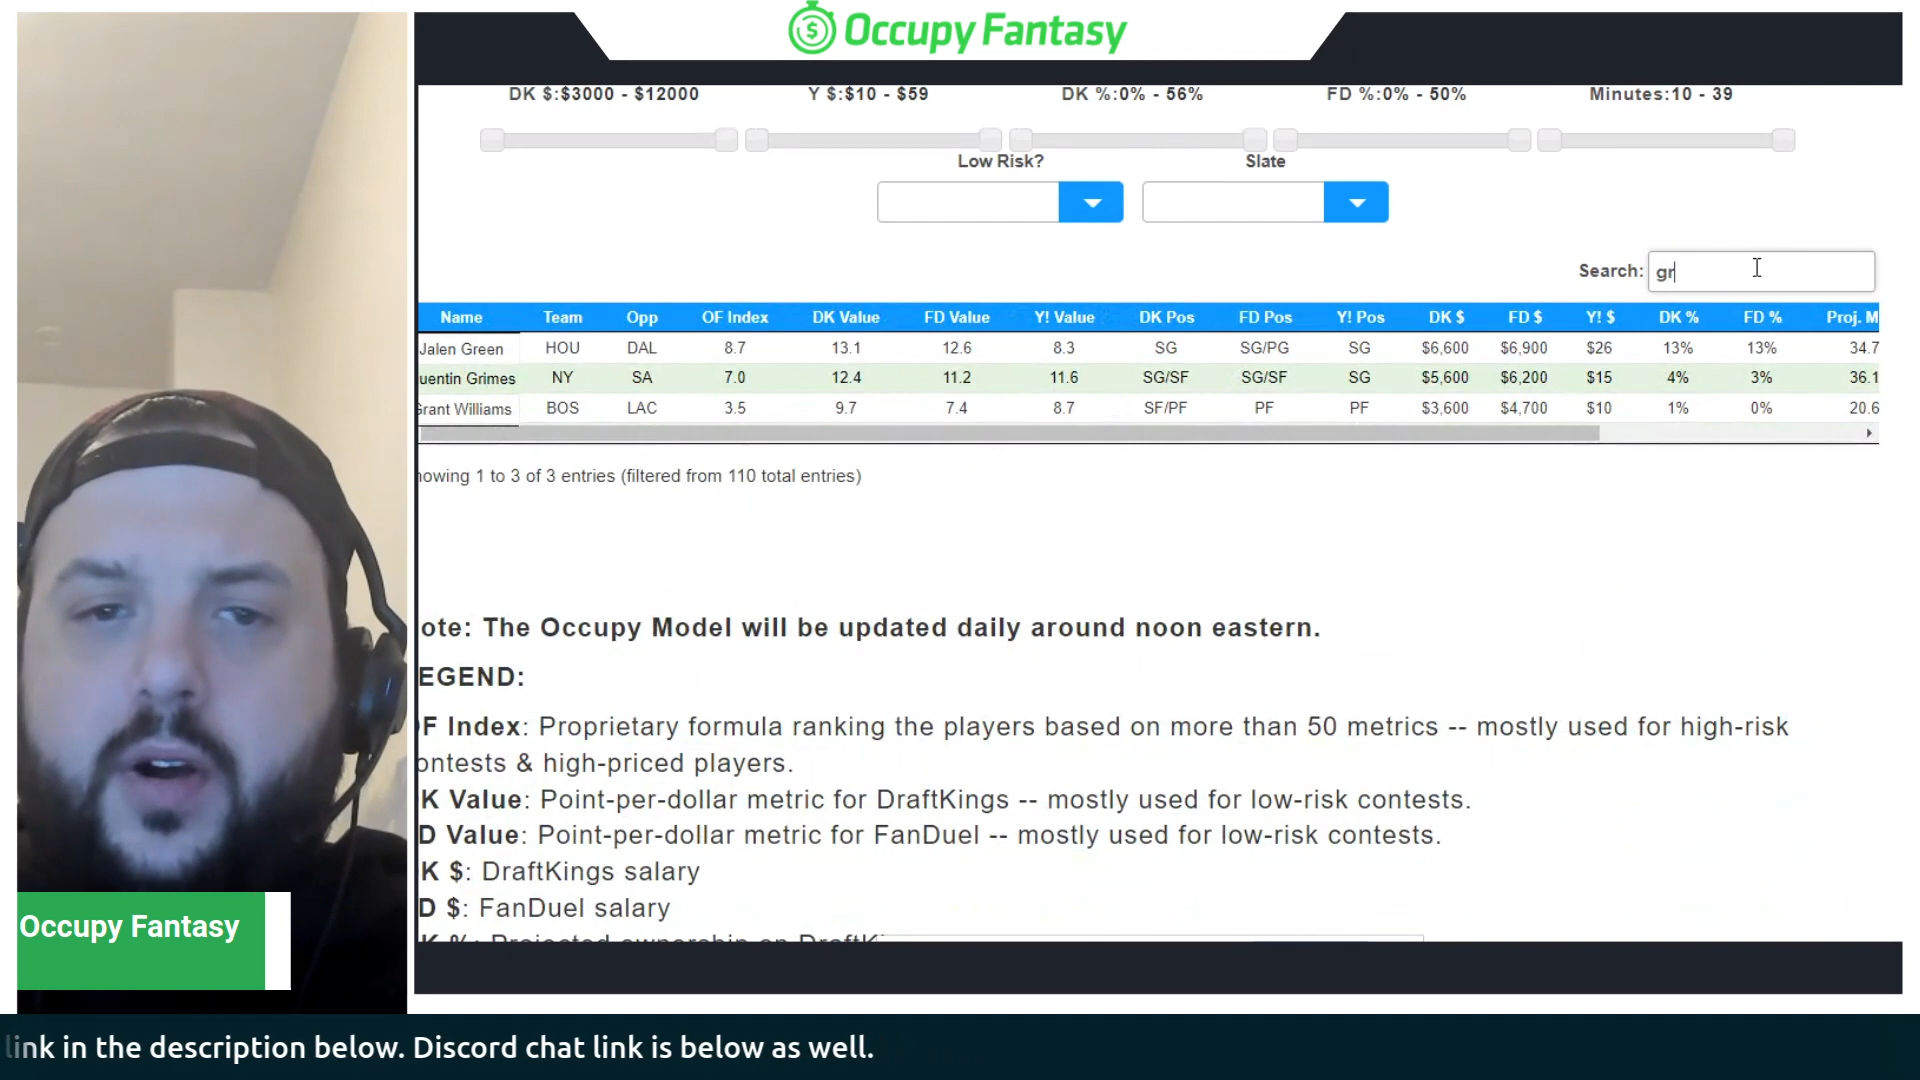 Occupy Fantasy
DK $:$3000 - $12000 Y $:$10 - $59 DK %:0% - 56% FD %:0% - 50% Minutes:10 - 39
Low Risk? Slate
Search: gr
Name Team Opp OF Index DK Value FD Value Y! Value DK Pos FD Pos Y! Pos DK $ FD $ Y! $ DK % FD % Proj. M
Jalen Green HOU DAL 8.7 13.1 12.6 8.3 SG SG/PG SG $6,600 $6,900 $26 13% 13% 34.7
uentin Grimes NY SA 7.0 12.4 11.2 11.6 SG/SF SG/SF SG $5,600 $6,200 $15 4% 3% 36.1
Grant Williams BOS LAC 3.5 9.7 7.4 8.7 SF/PF PF PF $3,600 $4,700 $10 1% 0% 20.6
howing 1 to 3 of 3 entries (filtered from 110 total entries)
ote: The Occupy Model will be updated daily around noon eastern.
EGEND:
F Index: Proprietary formula ranking the players based on more than 50 metrics -- mostly used for high-risk
ontests & high-priced players.
K Value: Point-per-dollar metric for DraftKings -- mostly used for low-risk contests.
D Value: Point-per-dollar metric for FanDuel -- mostly used for low-risk contests.
K $: DraftKings salary
D $: FanDuel salary
K %: Projected ownership on DraftK
Occupy Fantasy
link in the description below. Discord chat link is below as well.